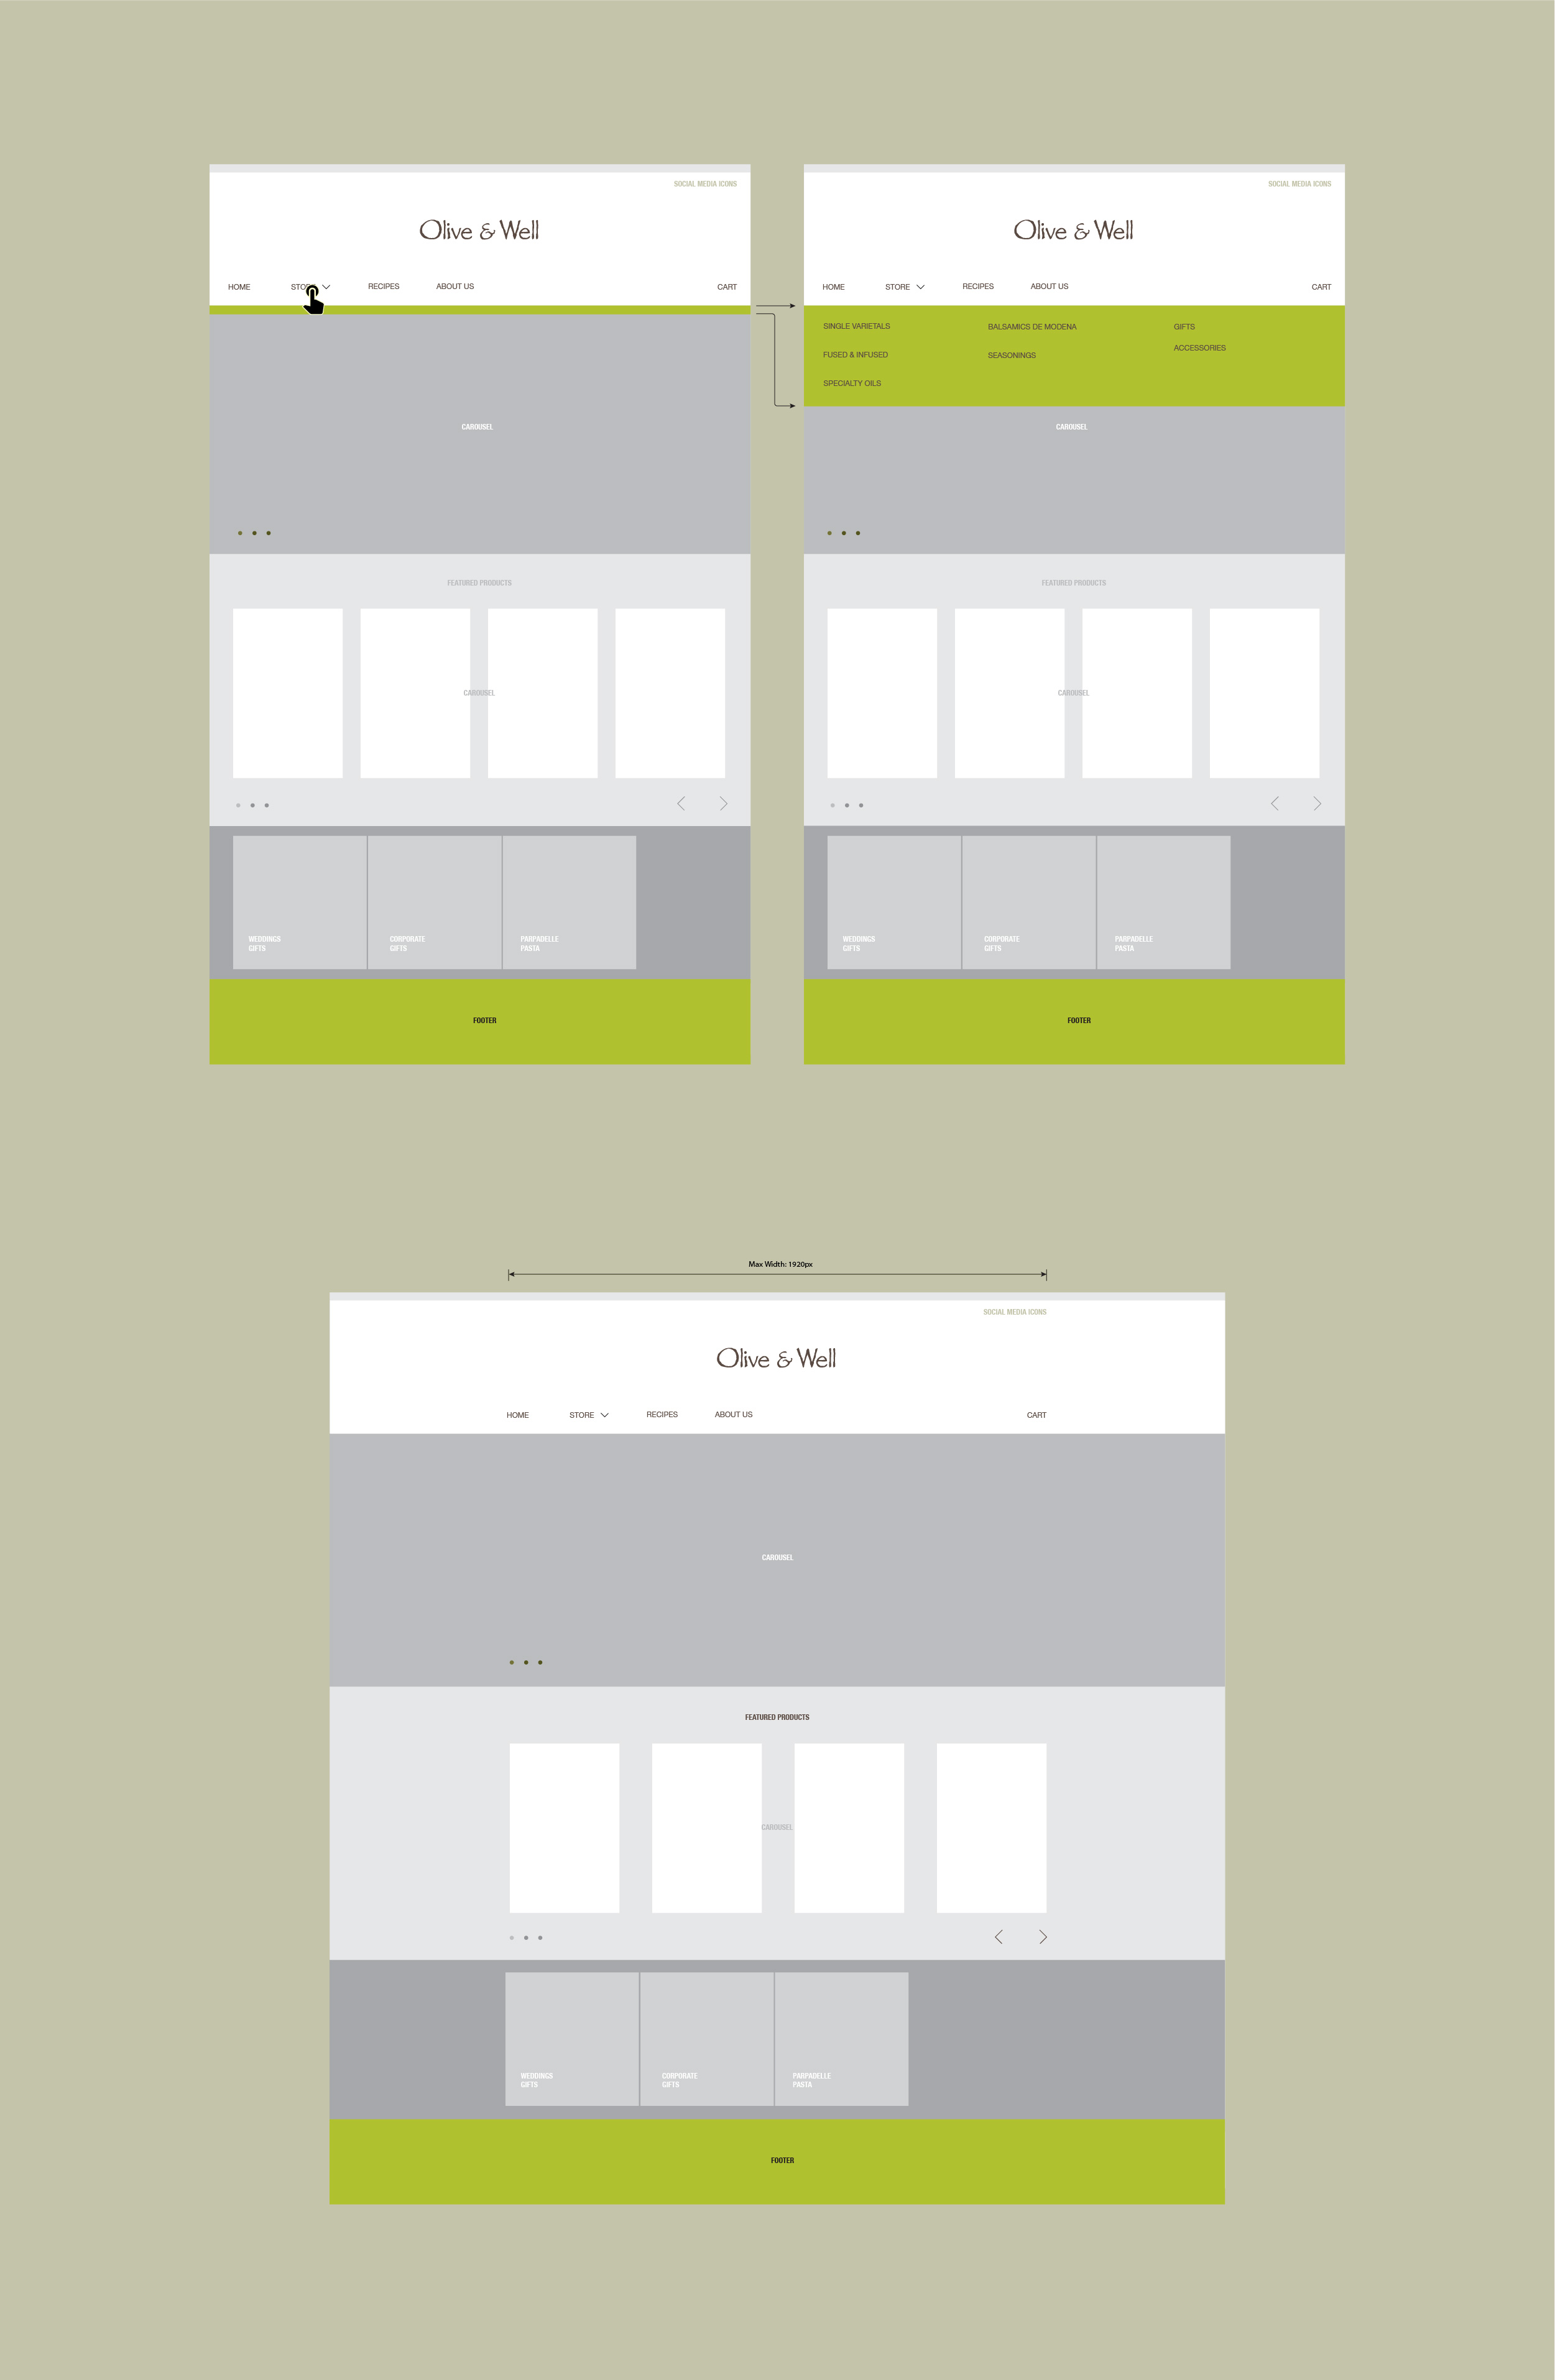 SOCIAL MEDIA ICONS
Olive & Well
HOME STORE RECIPES ABOUT US CART
CAROUSEL
FEATURED PRODUCTS
CAROUSEL
WEDDINGS
GIFTS
CORPORATE
GIFTS
PARPADELLE
PASTA
FOOTER
SOCIAL MEDIA ICONS
Olive & Well
HOME STORE RECIPES ABOUT US CART
SINGLE VARIETALS
FUSED & INFUSED
SPECIALTY OILS
BALSAMICS DE MODENA
SEASONINGS
GIFTS
ACCESSORIES
CAROUSEL
FEATURED PRODUCTS
CAROUSEL
WEDDINGS
GIFTS
CORPORATE
GIFTS
PARPADELLE
PASTA
FOOTER
Max Width: 1920px
SOCIAL MEDIA ICONS
Olive & Well
HOME STORE RECIPES ABOUT US CART
CAROUSEL
FEATURED PRODUCTS
CAROUSEL
WEDDINGS
GIFTS
CORPORATE
GIFTS
PARPADELLE
PASTA
FOOTER